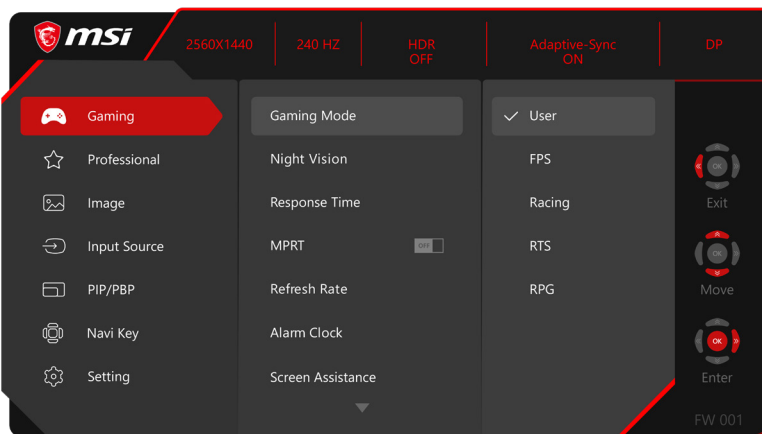 msi
2560X1440
240 HZ
HDR
OFF
Adaptive-Sync
ON
DP
Gaming
Professional
Image
Input Source
PIP/PBP
Navi Key
Setting
Gaming Mode
Night Vision
Response Time
MPRT
OFF
Refresh Rate
Alarm Clock
Screen Assistance
User
FPS
Racing
RTS
RPG
OK
Exit
OK
Move
OK
Enter
FW 001